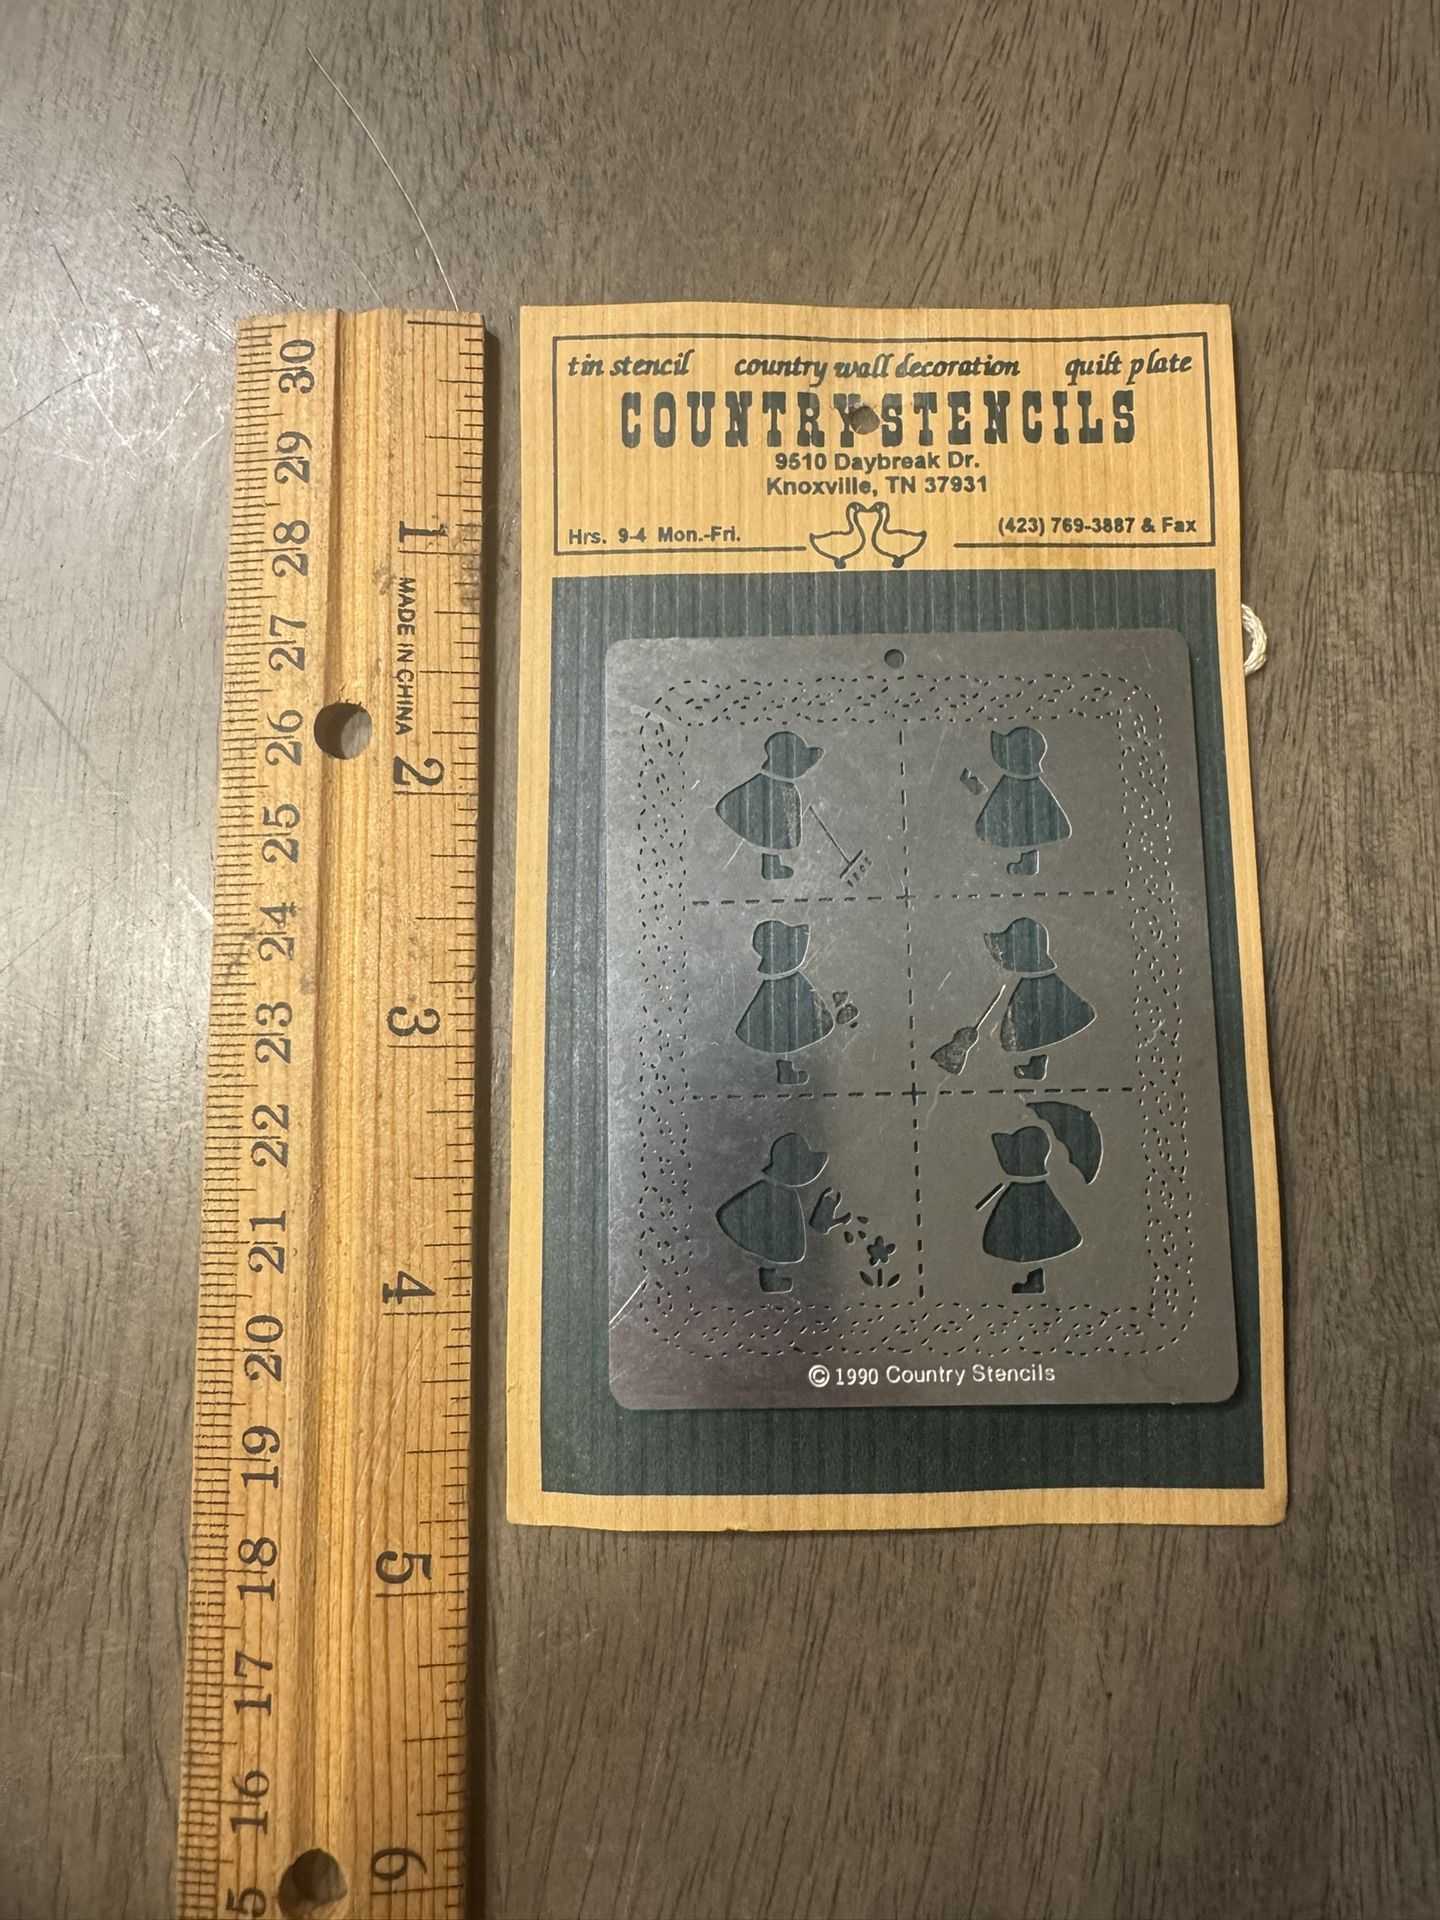 tin stencil country wall decoration quilt plate
COUNTRY STENCILS
9510 Daybreak Dr.
Knoxville, TN 37931
Hrs. 9-4 Mon.-Fri.
(423) 769-3887 & Fax
© 1990 Country Stencils
30
29
28
27
26
25
24
23
22
21
20
19
18
17
16
5
1
MADE IN CHINA
2
3
4
5
6